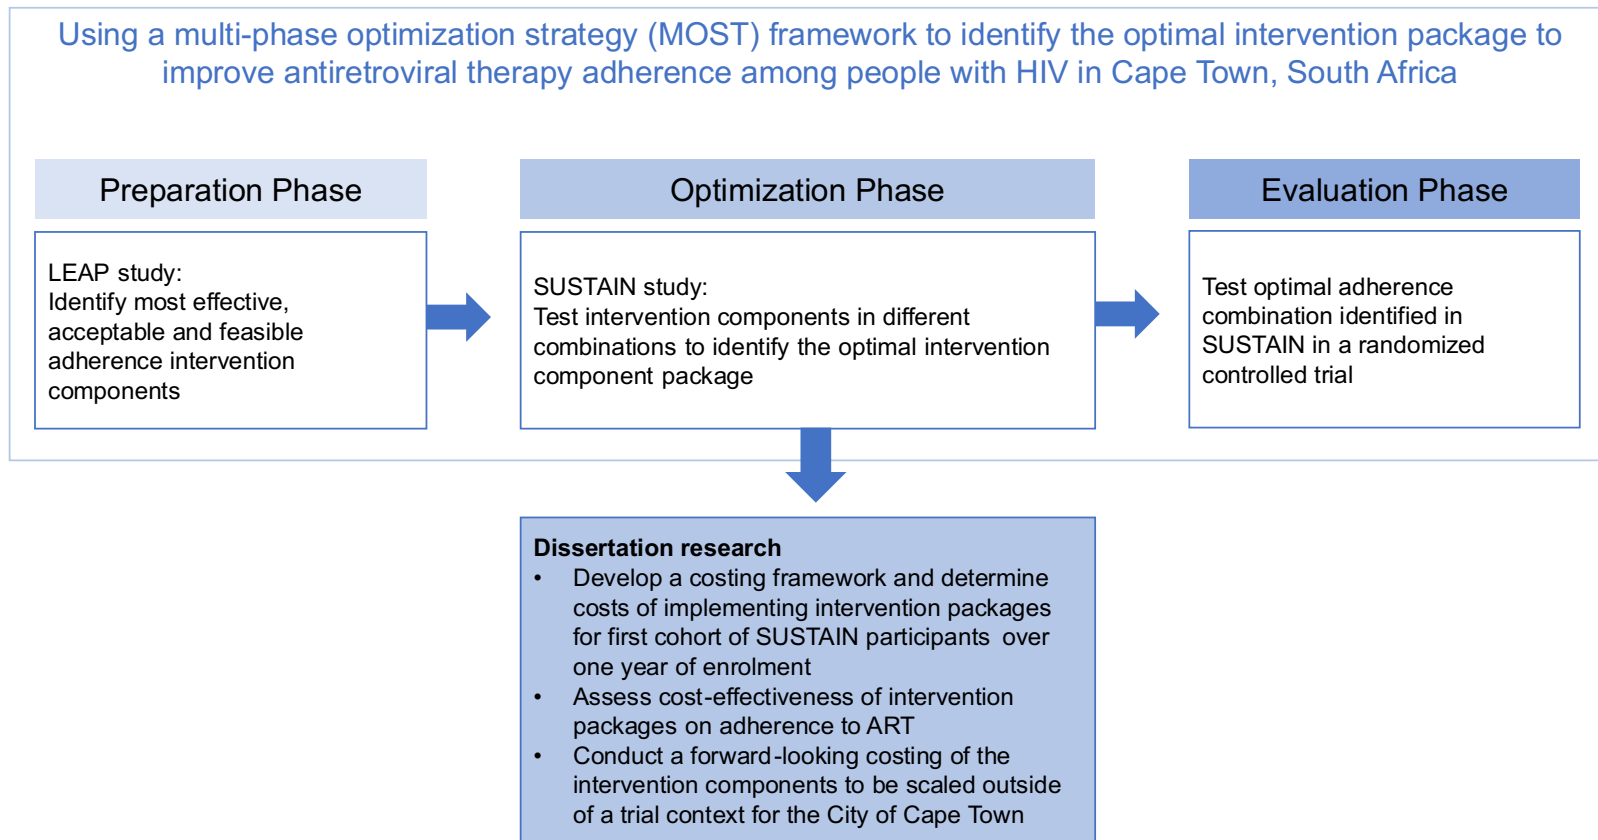 Using a multi-phase optimization strategy (MOST) framework to identify the optimal intervention package to
improve antiretroviral therapy adherence among people with HIV in Cape Town, South Africa
Preparation Phase
LEAP study:
Identify most effective,
acceptable and feasible
adherence intervention
components
Optimization Phase
SUSTAIN study:
Test intervention components in different
combinations to identify the optimal intervention
component package
Evaluation Phase
Test optimal adherence
combination identified in
SUSTAIN in a randomized
controlled trial
Dissertation research
• Develop a costing framework and determine
costs of implementing intervention packages
for first cohort of SUSTAIN participants over
one year of enrolment
• Assess cost-effectiveness of intervention
packages on adherence to ART
• Conduct a forward-looking costing of the
intervention components to be scaled outside
of a trial context for the City of Cape Town